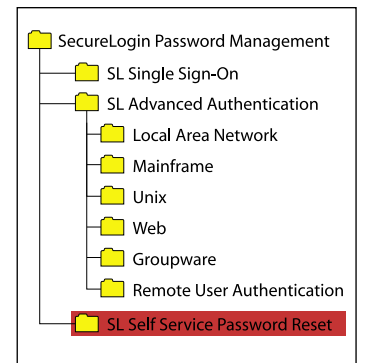 SecureLogin Password Management
SL Single Sign-On
SL Advanced Authentication
Local Area Network
Mainframe
Unix
Web
Groupware
Remote User Authentication
SL Self Service Password Reset